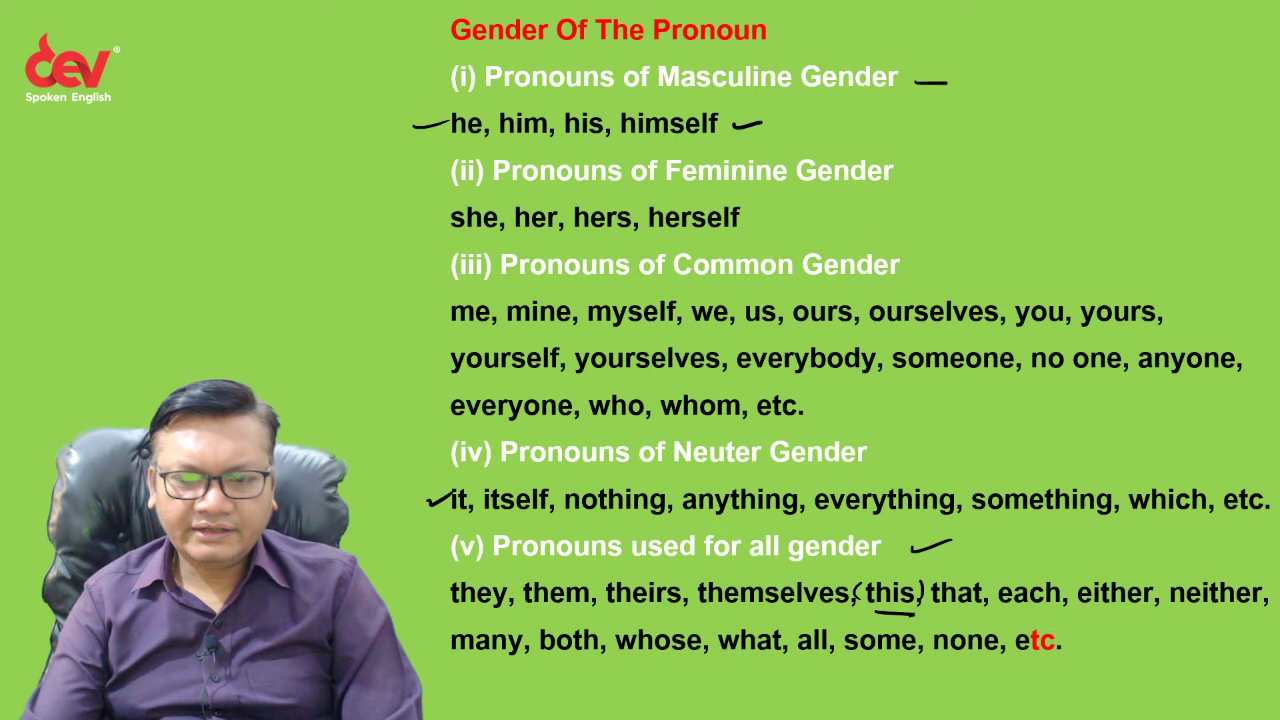 dev®
Spoken English
Gender Of The Pronoun
(i) Pronouns of Masculine Gender
he, him, his, himself
(ii) Pronouns of Feminine Gender
she, her, hers, herself
(iii) Pronouns of Common Gender
me, mine, myself, we, us, ours, ourselves, you, yours,
yourself, yourselves, everybody, someone, no one, anyone,
everyone, who, whom, etc.
(iv) Pronouns of Neuter Gender
it, itself, nothing, anything, everything, something, which, etc.
(v) Pronouns used for all gender
they, them, theirs, themselves, (this,) that, each, either, neither,
many, both, whose, what, all, some, none, etc.